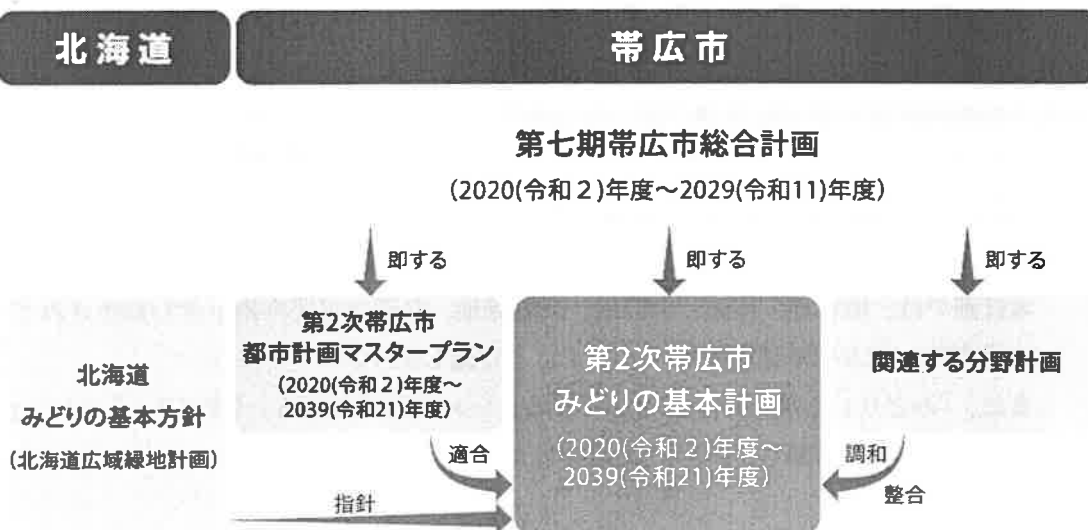 北海道
帯広市
第七期帯広市総合計画
（2020(令和２)年度～2029(令和11)年度）
即する
即する
即する
第2次帯広市
都市計画マスタープラン
（2020(令和２)年度～
2039(令和21)年度）
第2次帯広市
みどりの基本計画
（2020(令和２)年度～
2039(令和21)年度）
関連する分野計画
北海道
みどりの基本方針
（北海道広域緑地計画）
適合
調和
整合
指針